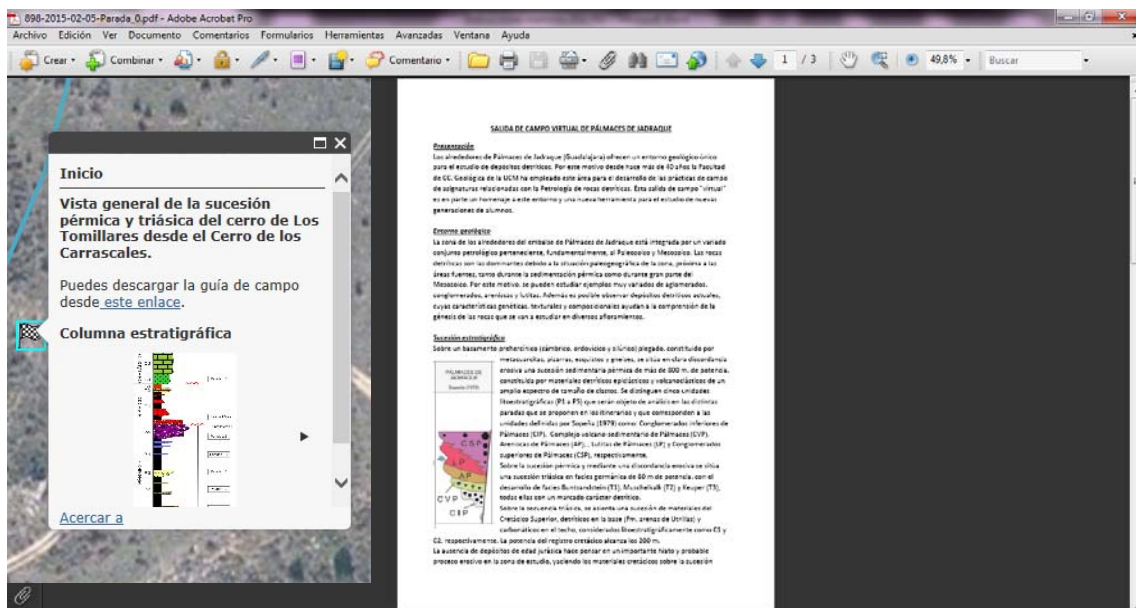 898-2015-02-05-Parada_0.pdf - Adobe Acrobat Pro
Archivo Edición Ver Documento Comentarios Formularios Herramientas Avanzadas Ventana Ayuda
Crear Combinar Comentario 1 / 3 49,8% Buscar
Inicio
Vista general de la sucesión
pérmica y triásica del cerro de Los
Tomillares desde el Cerro de los
Carrascales.
Puedes descargar la guía de campo
desde este enlace.
Columna estratigráfica
Acercar a
SALIDA DE CAMPO VIRTUAL DE PÁLMACES DE JADRAQUE
Presentación
Los alrededores de Pálmaces de Jadraque (Guadalajara) ofrecen un entorno geológico único
para el estudio de depósitos detríticos. Por este motivo desde hace más de 40 años la Facultad
de CC. Geológica de la UCM ha empleado este área para el desarrollo de las prácticas de campo
de asignaturas relacionadas con la Petrología de rocas detríticas. Esta salida de campo "virtual"
es en parte un homenaje a este entorno y una nueva herramienta para el estudio de nuevas
generaciones de alumnos.
Entorno geológico
La zona de los alrededores del embalse de Pálmaces de Jadraque está integrada por un variado
conjunto petrológico perteneciente, fundamentalmente, al Paleozoico y Mesozoico. Las rocas
detríticas son las dominantes debido a la situación paleogeográfica de la zona, próxima a las
áreas fuentes, tanto durante la sedimentación pérmica como durante gran parte del
Mesozoico. Por este motivo, se pueden estudiar ejemplos muy variados de aglomerados,
conglomerados, areniscas y lutitas. Además es posible observar depósitos detríticos actuales,
cuyas características genéticas, texturales y composicionales ayudan a la comprensión de la
génesis de las rocas que se van a estudiar en diversos afloramientos.
Sucesión estratigráfica
Sobre un basamento prehercínico (cámbrico, ordovícico y silúrico) plegado, constituido por
metacuarcitas, pizarras, esquistos y gneises, se sitúa en clara discordancia
erosiva una sucesión sedimentaria pérmica de más de 800 m. de potencia,
constituida por materiales detríticos epiclásticos y volcanoclásticos de un
amplio espectro de tamaño de clastos. Se distinguen cinco unidades
litoestratigráficas (P1 a P5) que serán objeto de análisis en las distintas
paradas que se proponen en los itinerarios y que corresponden a las
unidades definidas por Sopeña (1979) como: Conglomerados inferiores de
Pálmaces (CIP), Complejo volcano sedimentario de Pálmaces (CVP),
Areniscas de Pálmaces (AP), , Lutitas de Pálmaces (LP) y Conglomerados
superiores de Pálmaces (CSP), respectivamente.
Sobre la sucesión pérmica y mediante una discordancia erosiva se sitúa
una sucesión triásica en facies germánica de 80 m de potencia, con el
desarrollo de facies Buntsandstein (T1), Muschelkalk (T2) y Keuper (T3),
todas ellas con un marcado carácter detrítico.
Sobre la secuencia triásica, se asienta una sucesión de materiales del
Cretácico Superior, detríticos en la base (Fm. arenas de Utrillas) y
carbonáticos en el techo, considerados litoestratigráficamente como C1 y
C2, respectivamente. La potencia del registro cretácico alcanza los 200 m.
La ausencia de depósitos de edad jurásica hace pensar en un importante hiato y probable
proceso erosivo en la zona de estudio, yaciendo los materiales cretácicos sobre la sucesión
PÁLMACES DE
JADRAQUE
Sopeña (1979)
CSP
LP
AP
CVP
CIP